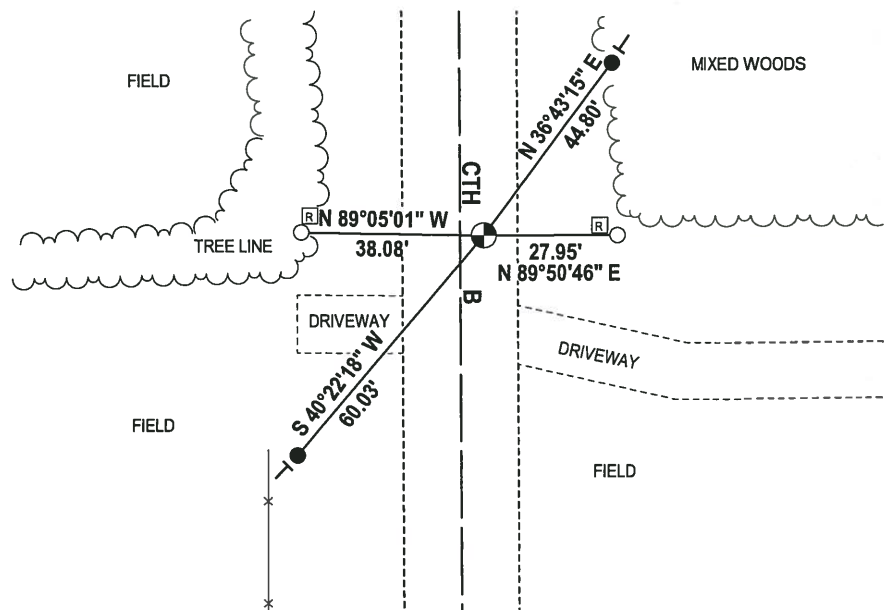 FIELD
MIXED WOODS
N 36°43'15" E
44.80'
CTH
R
N 89°05'01" W
38.08'
R
27.95'
N 89°50'46" E
TREE LINE
B
DRIVEWAY
DRIVEWAY
S 40°22'18" W
60.03'
FIELD
FIELD